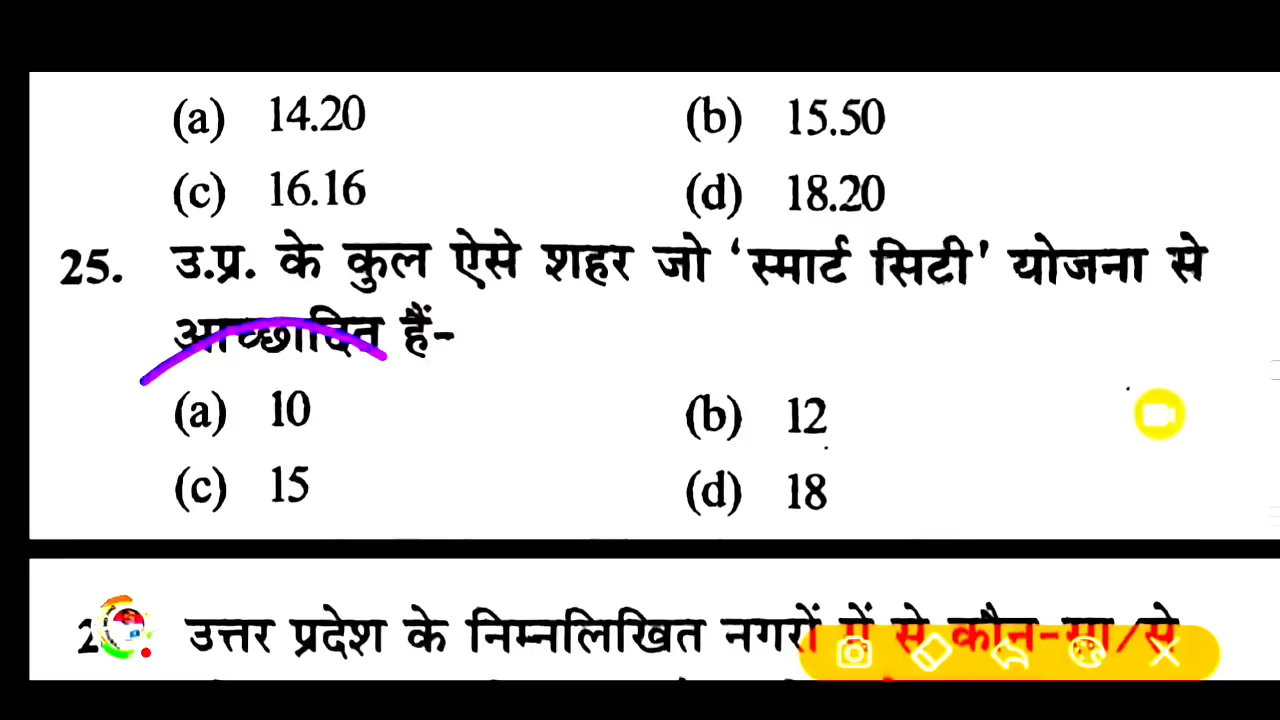 (a) 14.20 (b) 15.50
(c) 16.16 (d) 18.20
25. उ.प्र. के कुल ऐसे शहर जो ‘स्मार्ट सिटी’ योजना से
आच्छादित हैं-
(a) 10 (b) 12
(c) 15 (d) 18
उत्तर प्रदेश के निम्नलिखित नगरों में से कौन-सा/से